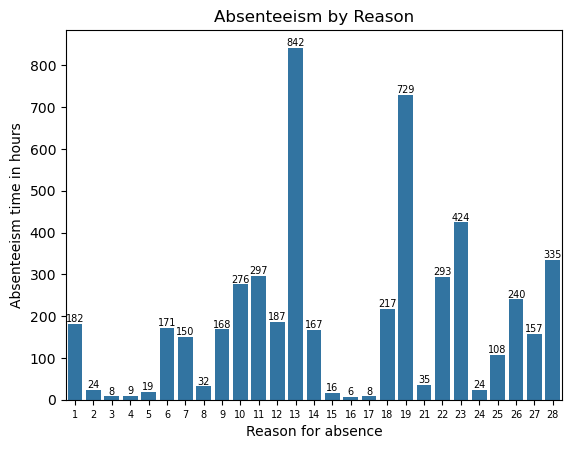 Absenteeism by Reason
Absenteeism time in hours
800
700
600
500
400
300
200
100
0
182 24 8 9 19 171 150 32 168 276 297 187 842 167 16 6 8 217 729 35 293 424 24 108 240 157 335
1 2 3 4 5 6 7 8 9 10 11 12 13 14 15 16 17 18 19 21 22 23 24 25 26 27 28
Reason for absence